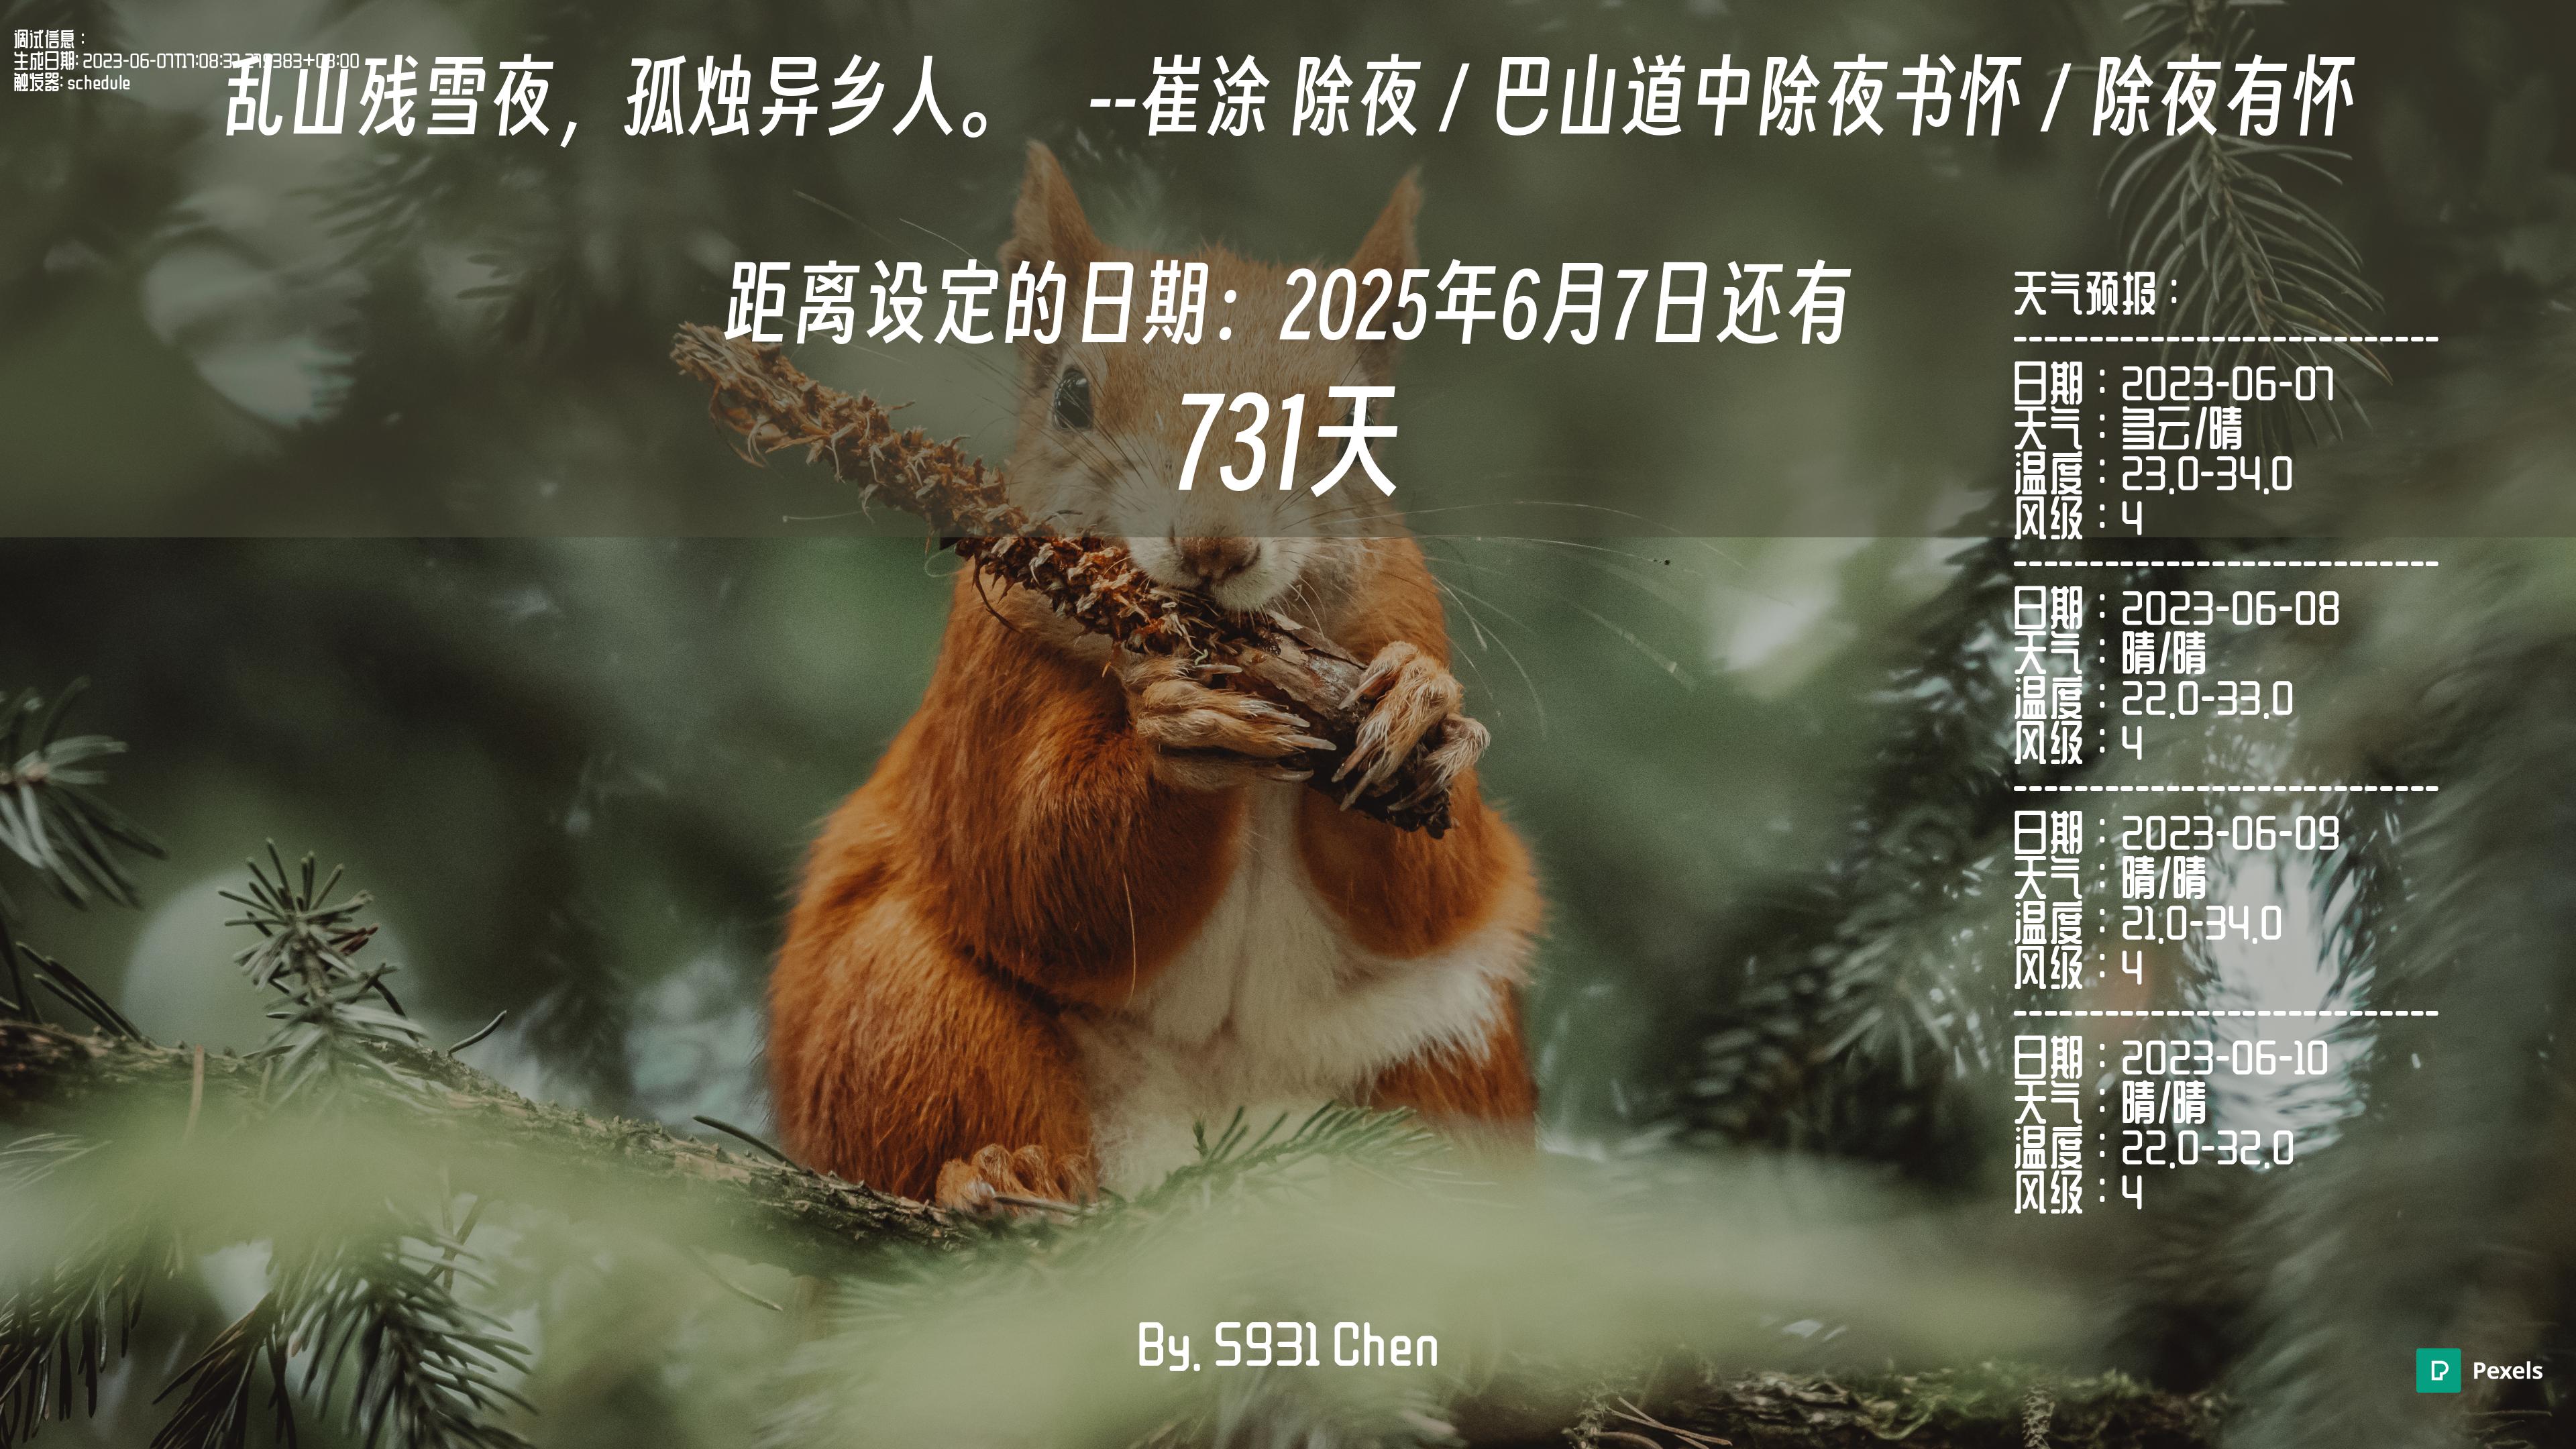 调试信息：
生成日期: 2023-06-07T17:08:32.279383+08:00
触发器: schedule
乱山残雪夜，孤烛异乡人。 --崔涂 除夜 / 巴山道中除夜书怀 / 除夜有怀
距离设定的日期：2025年6月7日还有
731天
天气预报：
---------------------------
日期：2023-06-07
天气：多云/晴
温度：23.0-34.0
风级：4
---------------------------
日期：2023-06-08
天气：晴/晴
温度：22.0-33.0
风级：4
---------------------------
日期：2023-06-09
天气：晴/晴
温度：21.0-34.0
风级：4
---------------------------
日期：2023-06-10
天气：晴/晴
温度：22.0-32.0
风级：4
By. S931 Chen
Pexels